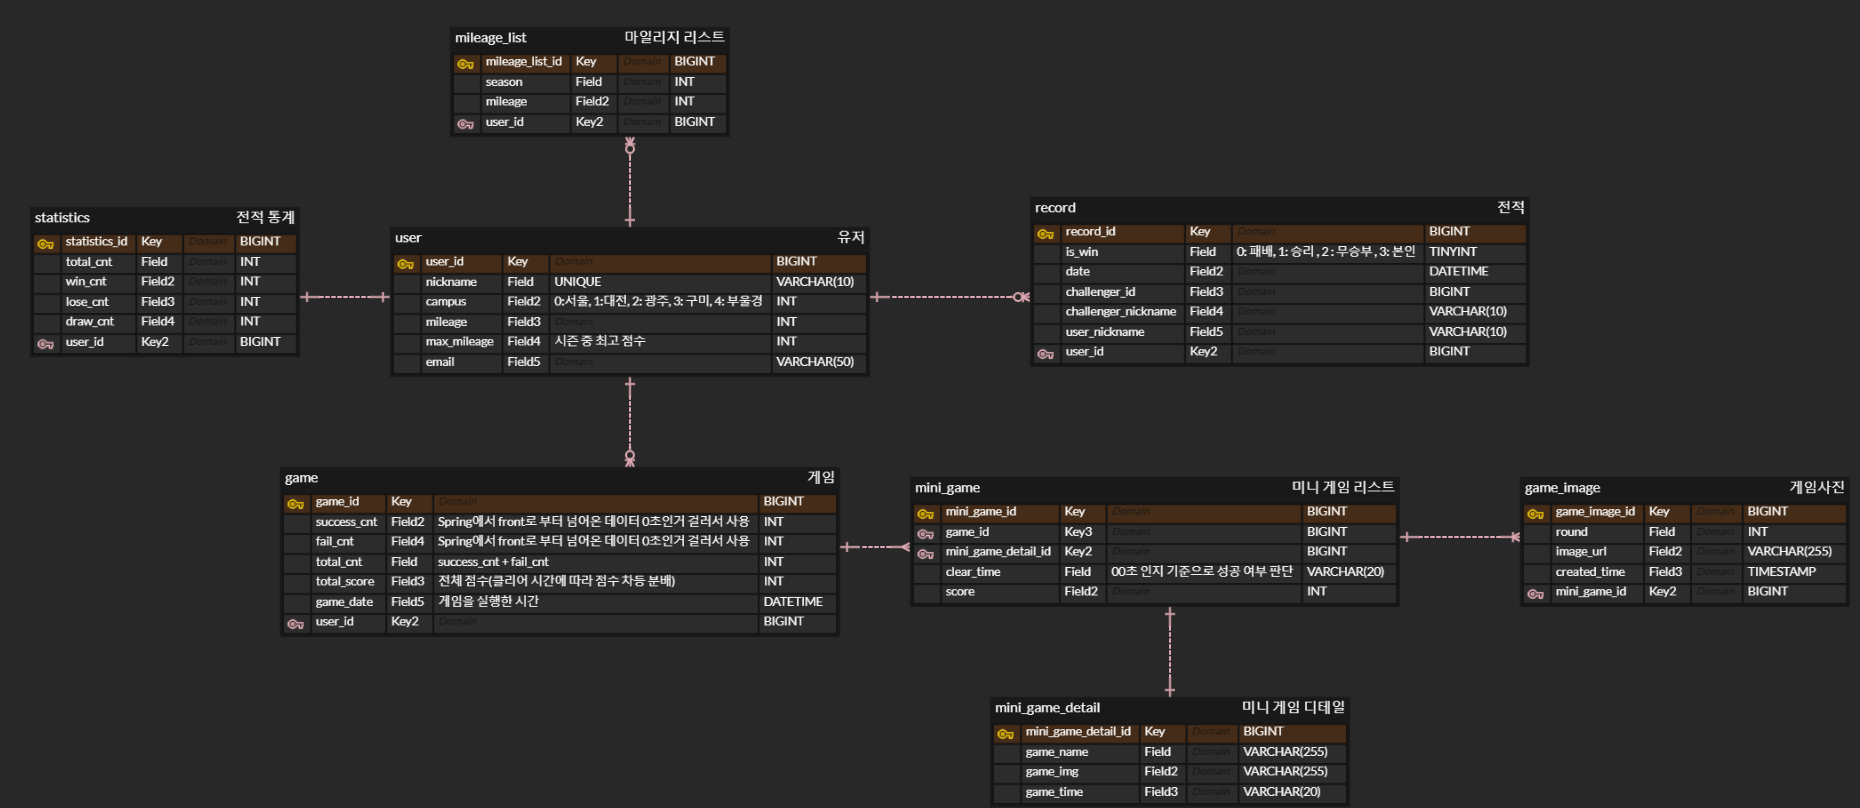 mileage_list 마일리지 리스트
mileage_list_id Key Domain BIGINT
season Field Domain INT
mileage Field2 Domain INT
user_id Key2 Domain BIGINT
statistics 전적 통계
statistics_id Key Domain BIGINT
total_cnt Field Domain INT
win_cnt Field2 Domain INT
lose_cnt Field3 Domain INT
draw_cnt Field4 Domain INT
user_id Key2 Domain BIGINT
user 유저
user_id Key Domain BIGINT
nickname Field UNIQUE VARCHAR(10)
campus Field2 0:서울, 1:대전, 2: 광주, 3: 구미, 4: 부울경 INT
mileage Field3 Domain INT
max_mileage Field4 시즌 중 최고 점수 INT
email Field5 Domain VARCHAR(50)
record 전적
record_id Key Domain BIGINT
is_win Field 0: 패배, 1: 승리 , 2 : 무승부, 3: 본인 TINYINT
date Field2 Domain DATETIME
challenger_id Field3 Domain BIGINT
challenger_nickname Field4 Domain VARCHAR(10)
user_nickname Field5 Domain VARCHAR(10)
user_id Key2 Domain BIGINT
game 게임
game_id Key Domain BIGINT
success_cnt Field2 Spring에서 front로 부터 넘어온 데이터 0초인거 걸러서 사용 INT
fail_cnt Field4 Spring에서 front로 부터 넘어온 데이터 0초인거 걸러서 사용 INT
total_cnt Field success_cnt + fail_cnt INT
total_score Field3 전체 점수(클리어 시간에 따라 점수 차등 분배) INT
game_date Field5 게임을 실행한 시간 DATETIME
user_id Key2 Domain BIGINT
mini_game 미니 게임 리스트
mini_game_id Key Domain BIGINT
game_id Key3 Domain BIGINT
mini_game_detail_id Key2 Domain BIGINT
clear_time Field 00초 인지 기준으로 성공 여부 판단 VARCHAR(20)
score Field2 Domain INT
game_image 게임사진
game_image_id Key Domain BIGINT
round Field Domain INT
image_url Field2 Domain VARCHAR(255)
created_time Field3 Domain TIMESTAMP
mini_game_id Key2 Domain BIGINT
mini_game_detail 미니 게임 디테일
mini_game_detail_id Key Domain BIGINT
game_name Field Domain VARCHAR(255)
game_img Field2 Domain VARCHAR(255)
game_time Field3 Domain VARCHAR(20)